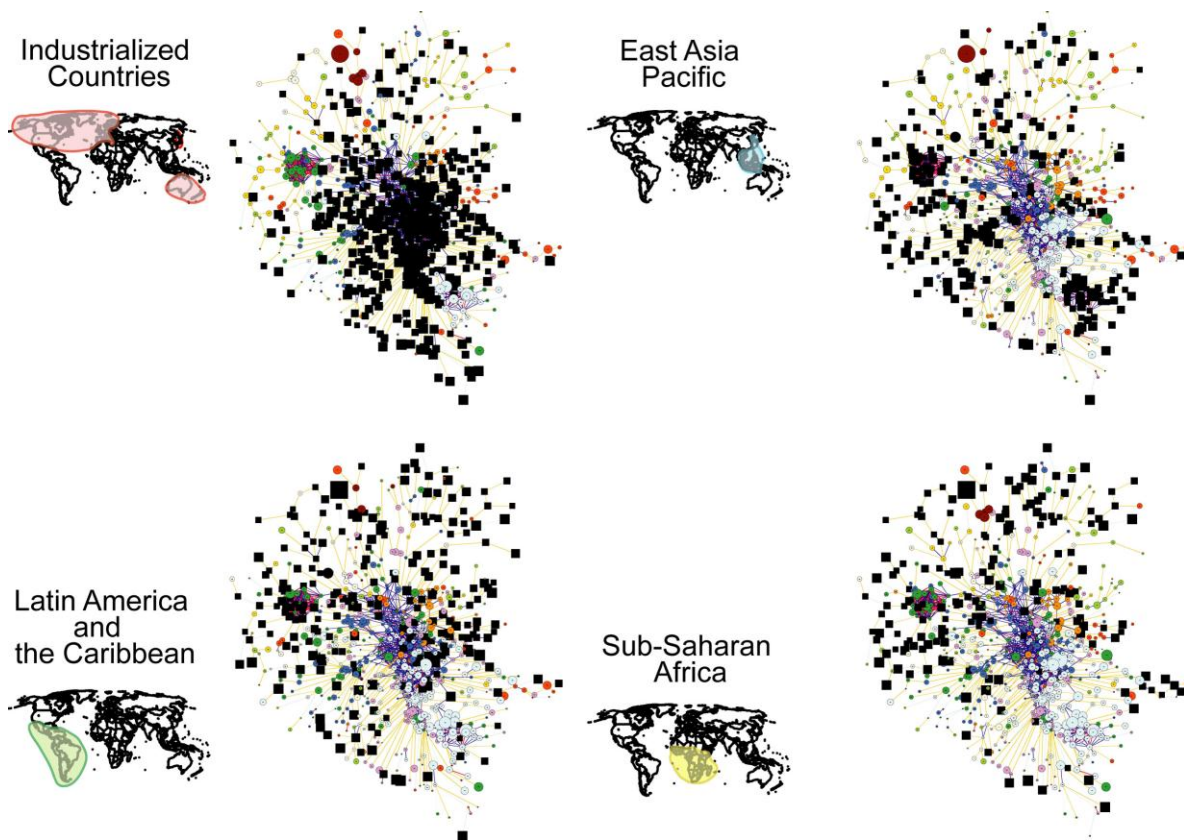 Industrialized
Countries
East Asia
Pacific
Latin America
and
the Caribbean
Sub-Saharan
Africa